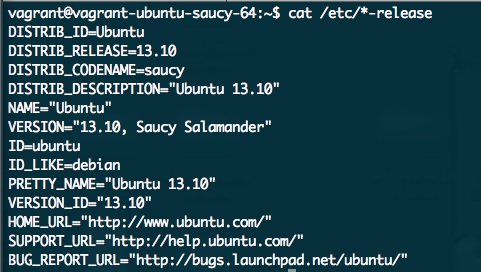 vagrant@vagrant-ubuntu-saucy-64:~$ cat /etc/*-release
DISTRIB_ID=Ubuntu
DISTRIB_RELEASE=13.10
DISTRIB_CODENAME=saucy
DISTRIB_DESCRIPTION="Ubuntu 13.10"
NAME="Ubuntu"
VERSION="13.10, Saucy Salamander"
ID=ubuntu
ID_LIKE=debian
PRETTY_NAME="Ubuntu 13.10"
VERSION_ID="13.10"
HOME_URL="http://www.ubuntu.com/"
SUPPORT_URL="http://help.ubuntu.com/"
BUG_REPORT_URL="http://bugs.launchpad.net/ubuntu/"